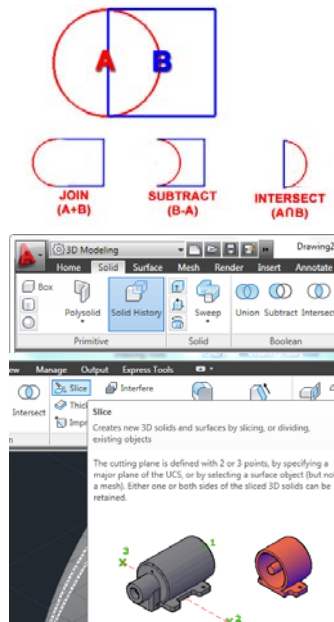 A B
JOIN SUBTRACT INTERSECT
(A+B) (B-A) (A∩B)
3D Modeling Drawing2
Home Solid Surface Mesh Render Insert Annotate
Box
Polysolid Solid History Sweep Union Subtract Intersect
Primitive Solid Boolean
ew Manage Output Express Tools
Intersect Slice Interfere
Thic
Impr
Slice
Creates new 3D solids and surfaces by slicing, or dividing,
existing objects
The cutting plane is defined with 2 or 3 points, by specifying a
major plane of the UCS, or by selecting a surface object (but not
a mesh). Either one or both sides of the sliced 3D solids can be
retained.
3
X
1
2